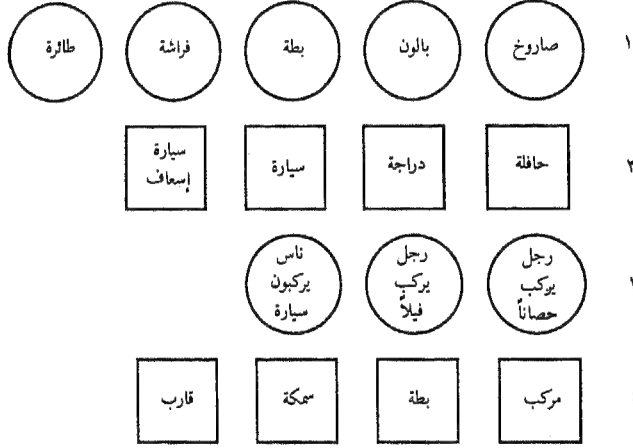 ١ صاروخ بالون بطة فراشة طائرة
حافلة دراجة سيارة سيارة إسعاف
رجل يركب حصاناً رجل يركب فيلاً ناس يركبون سيارة
مركب بطة سمكة قارب